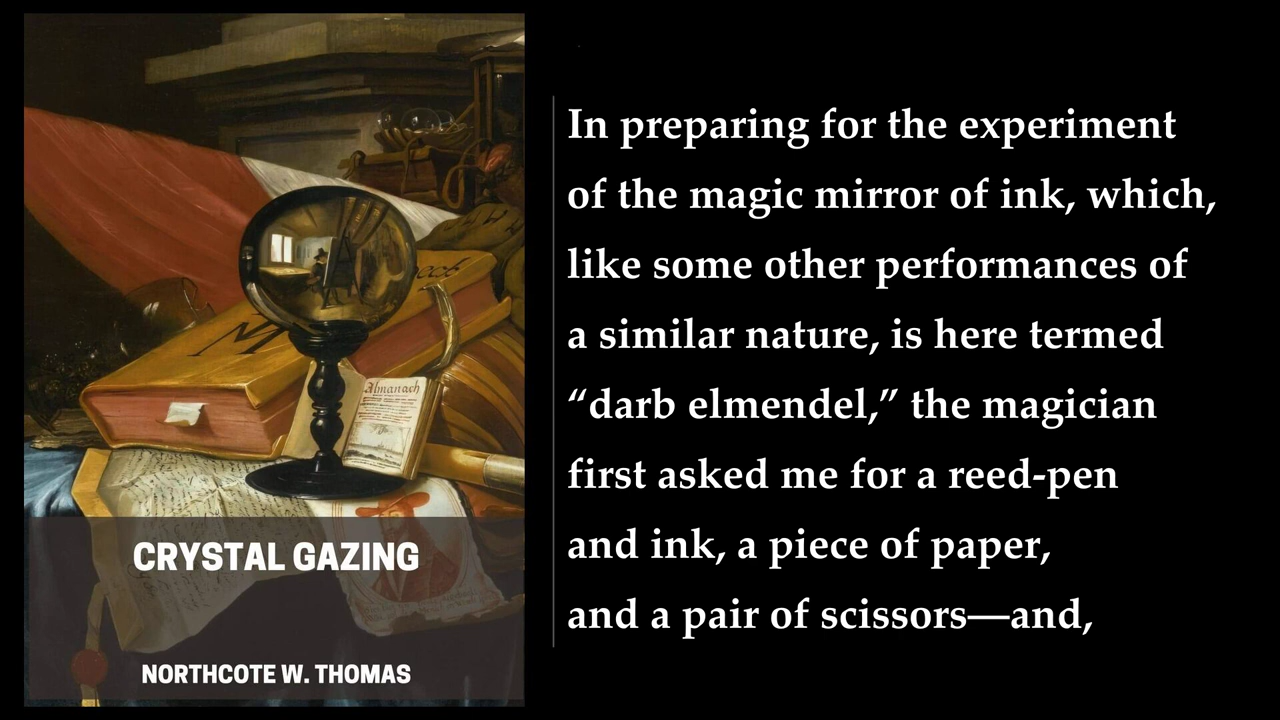 M
Almanach
CRYSTAL GAZING
NORTHCOTE W. THOMAS
In preparing for the experiment
of the magic mirror of ink, which,
like some other performances of
a similar nature, is here termed
“darb elmendel,” the magician
first asked me for a reed-pen
and ink, a piece of paper,
and a pair of scissors—and,